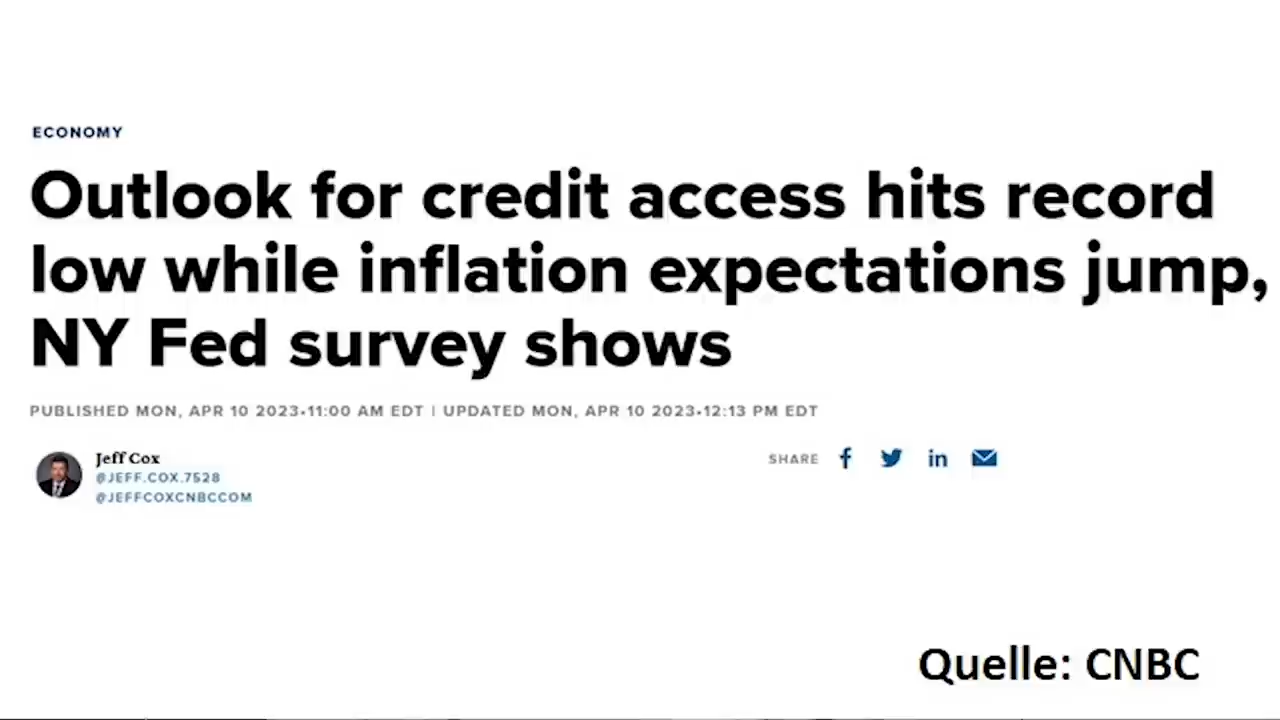 ECONOMY
Outlook for credit access hits record
low while inflation expectations jump,
NY Fed survey shows
PUBLISHED MON, APR 10 2023•11:00 AM EDT | UPDATED MON, APR 10 2023•12:13 PM EDT
Jeff Cox
@JEFF.COX.7528
@JEFFCOXCNBCCOM
SHARE
Quelle: CNBC